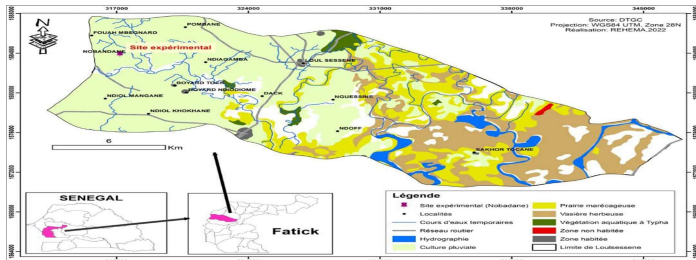 317000 324000 331000 338000 345000
Source: DTGC
Projection: WGS84 UTM, Zone 28N
Réalisation: REHEMA,2022
N
POMBANE
FOUAH MBEGNARD
Site expérimental
NOBANDANE
NDIAGAMBA
LOUL SESSENE
BOYARD TOCK
BOYARD NDIODIOME
NDIOL MANGANE
DACK
NGUESSINE
NDIOL KHOKHANE
NDOFF
6
Km
SAKHOR TOCANE
SENEGAL
Fatick
Légende
Site expérimental (Nobadane)
Localités
Cours d'eaux temporaires
Réseau routier
Hydrographie
Culture pluviale
Prairie marécageuse
Vasière herbeuse
Végétation aquatique à Typha
Zone non habitée
Zone habitée
Limite de Loulsessene